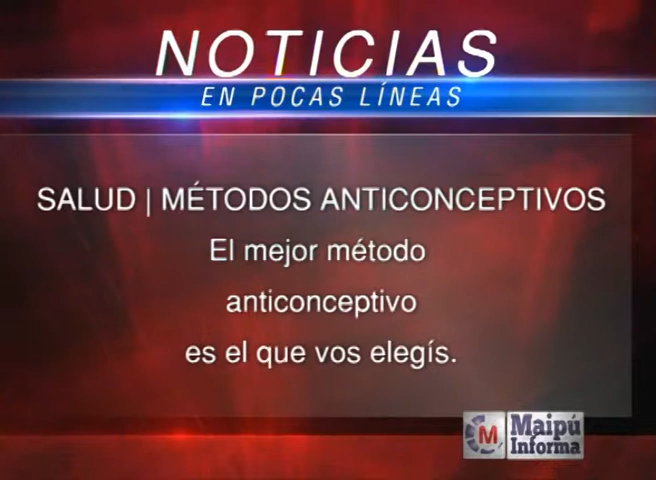 NOTICIAS
EN POCAS LÍNEAS
SALUD | MÉTODOS ANTICONCEPTIVOS
El mejor método
anticonceptivo
es el que vos elegís.
M
Maipú
Informa